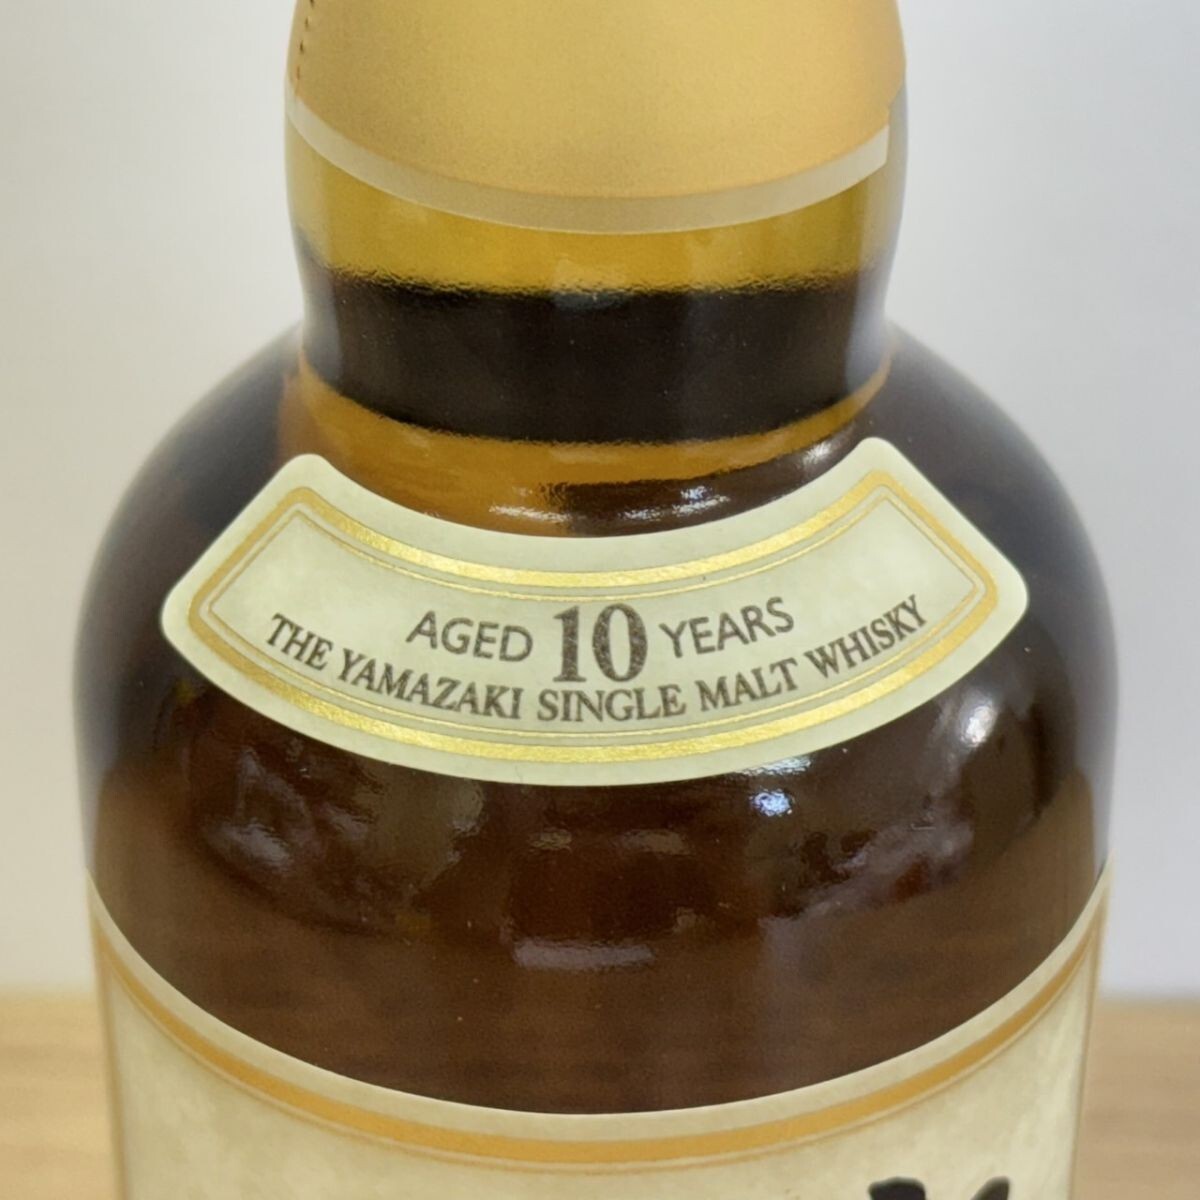 AGED 10 YEARS
THE YAMAZAKI SINGLE MALT WHISKY